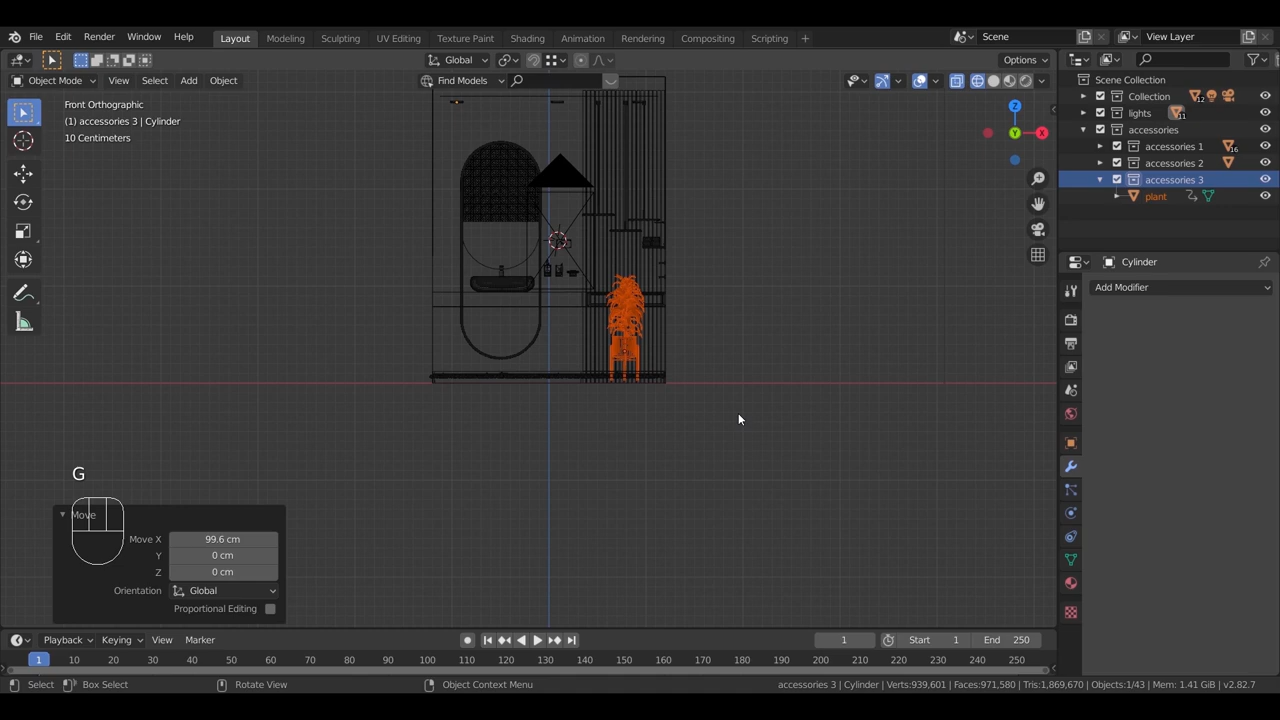 File Edit Render Window Help Layout Modeling Sculpting UV Editing Texture Paint Shading Animation Rendering Compositing Scripting + Scene View Layer
Global Options
Object Mode View Select Add Object Find Models
Front Orthographic
(1) accessories 3 | Cylinder
10 Centimeters
Z
Y
X
Scene Collection
Collection 12
lights 11
accessories
accessories 1 16
accessories 2
accessories 3
plant
Cylinder
Add Modifier
G
Move
Move X 99.6 cm
Y 0 cm
Z 0 cm
Orientation Global
Proportional Editing
Playback Keying View Marker 1 Start 1 End 250
1 10 20 30 40 50 60 70 80 90 100 110 120 130 140 150 160 170 180 190 200 210 220 230 240 250
Select Box Select Rotate View Object Context Menu accessories 3 | Cylinder | Verts:939,601 | Faces:971,580 | Tris:1,869,670 | Objects:1/43 | Mem: 1.41 GiB | v2.82.7